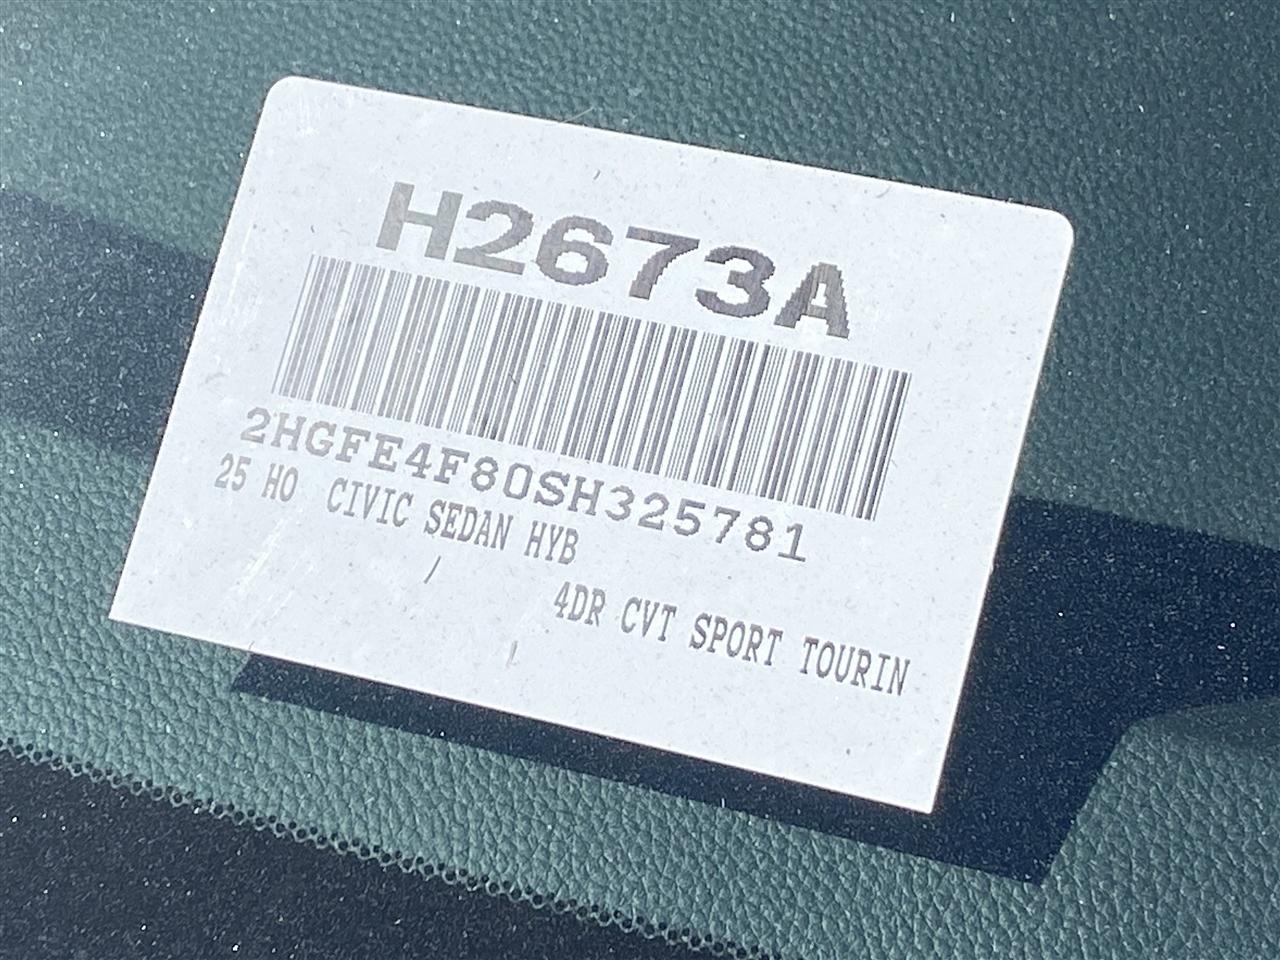 H2673A
2HGFE4F80SH325781
25 HO CIVIC SEDAN HYB
4DR CVT SPORT TOURIN